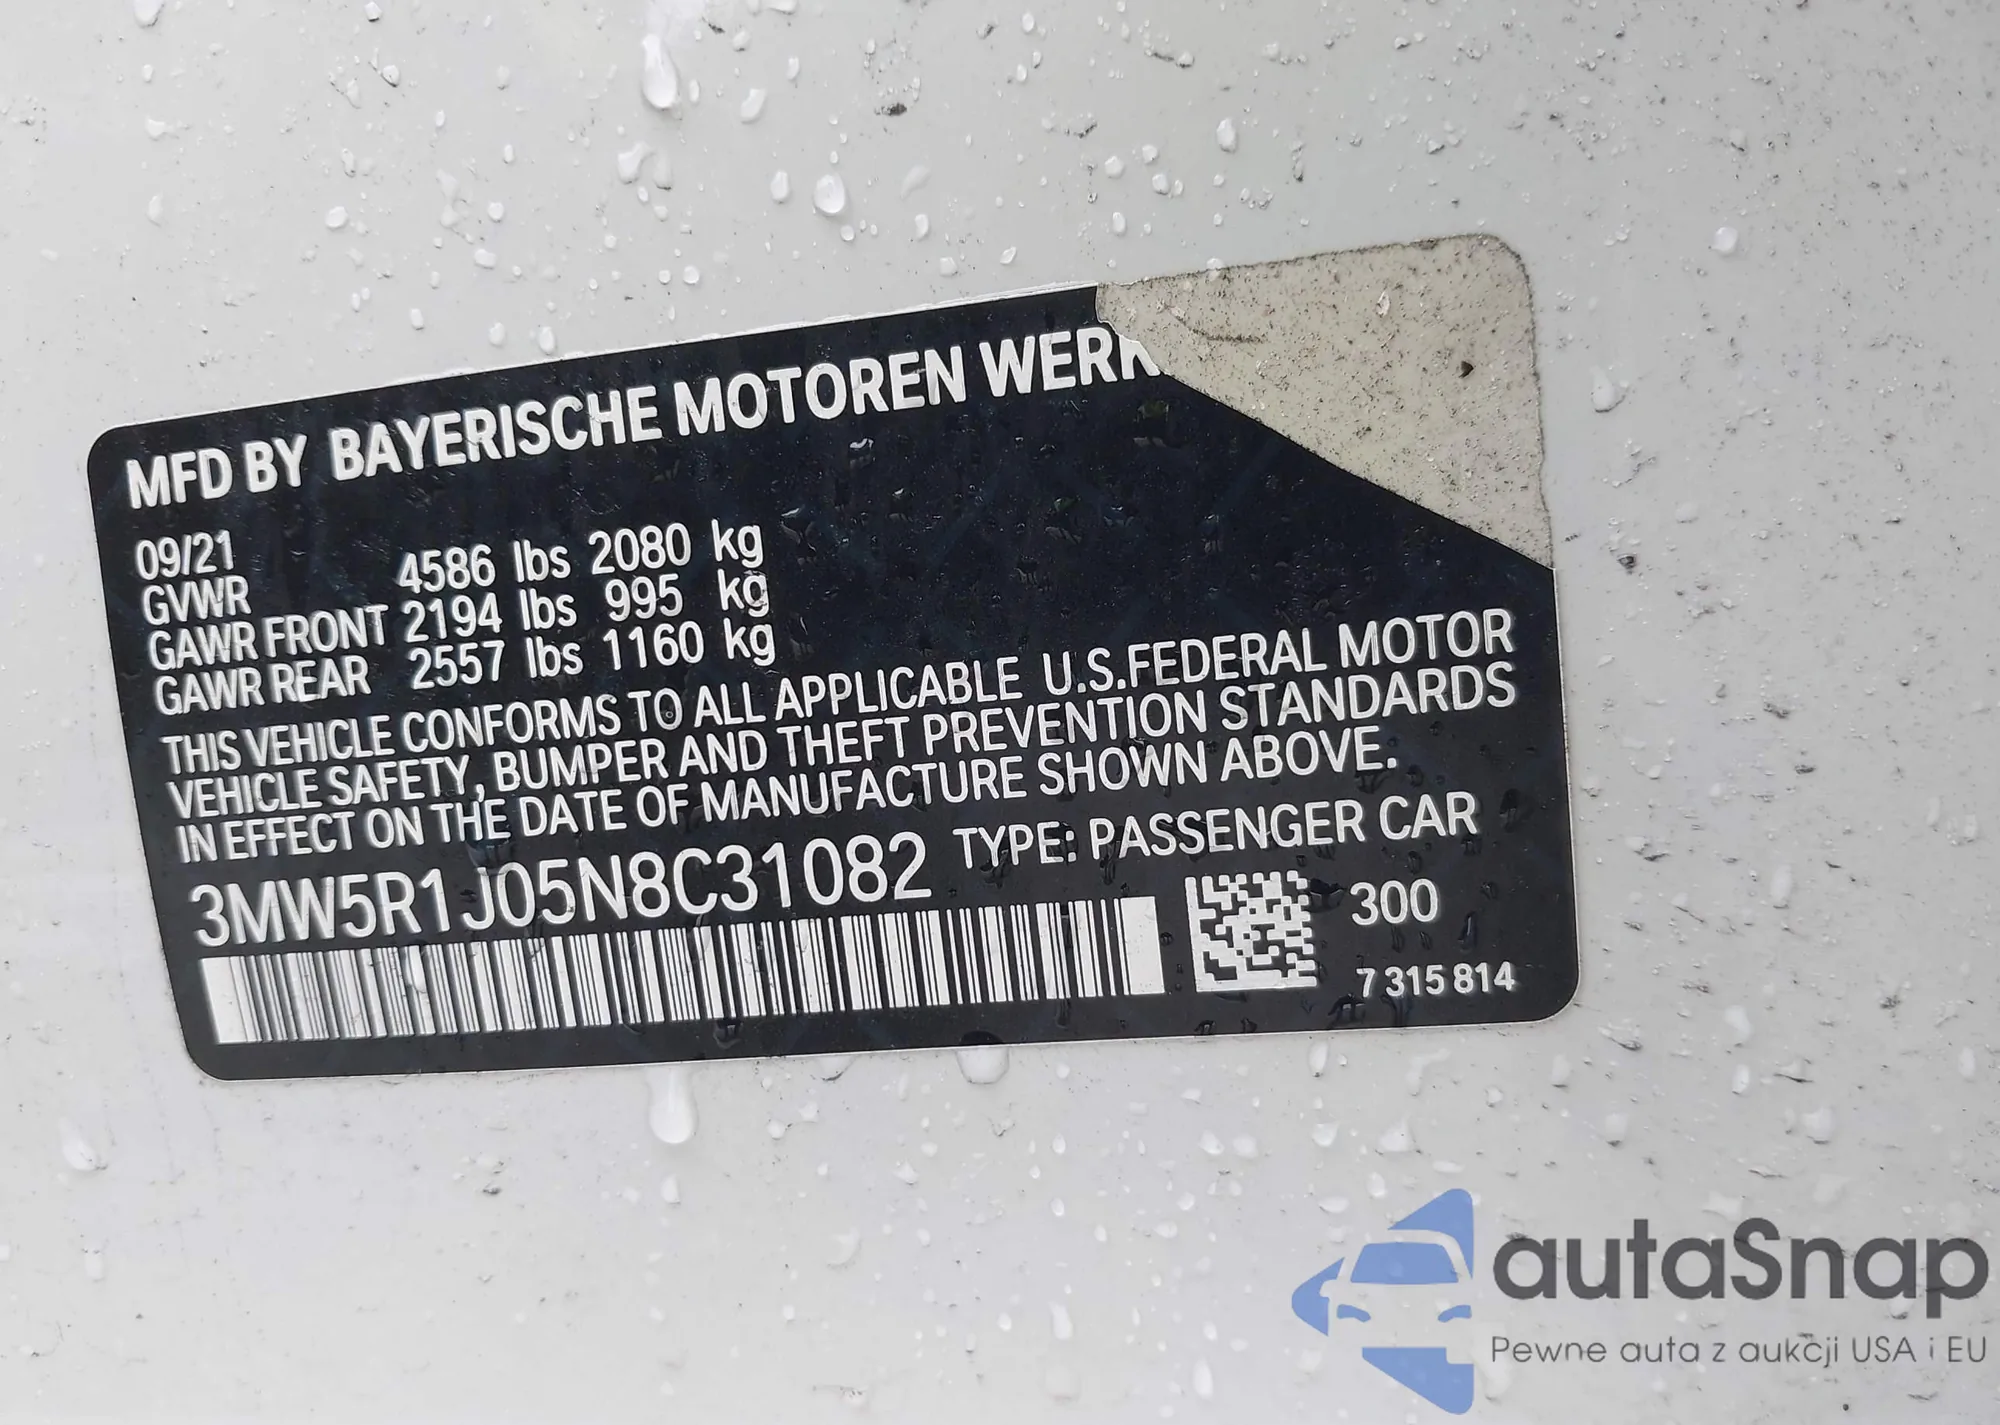 MFD BY BAYERISCHE MOTOREN WERK
09/21
GVWR 4586 lbs 2080 kg
GAWR FRONT 2194 lbs 995 kg
GAWR REAR 2557 lbs 1160 kg
THIS VEHICLE CONFORMS TO ALL APPLICABLE U.S.FEDERAL MOTOR
VEHICLE SAFETY, BUMPER AND THEFT PREVENTION STANDARDS
IN EFFECT ON THE DATE OF MANUFACTURE SHOWN ABOVE.
3MW5R1J05N8C31082 TYPE: PASSENGER CAR
300
7 315 814
autaSnap
Pewne auta z aukcji USA i EU